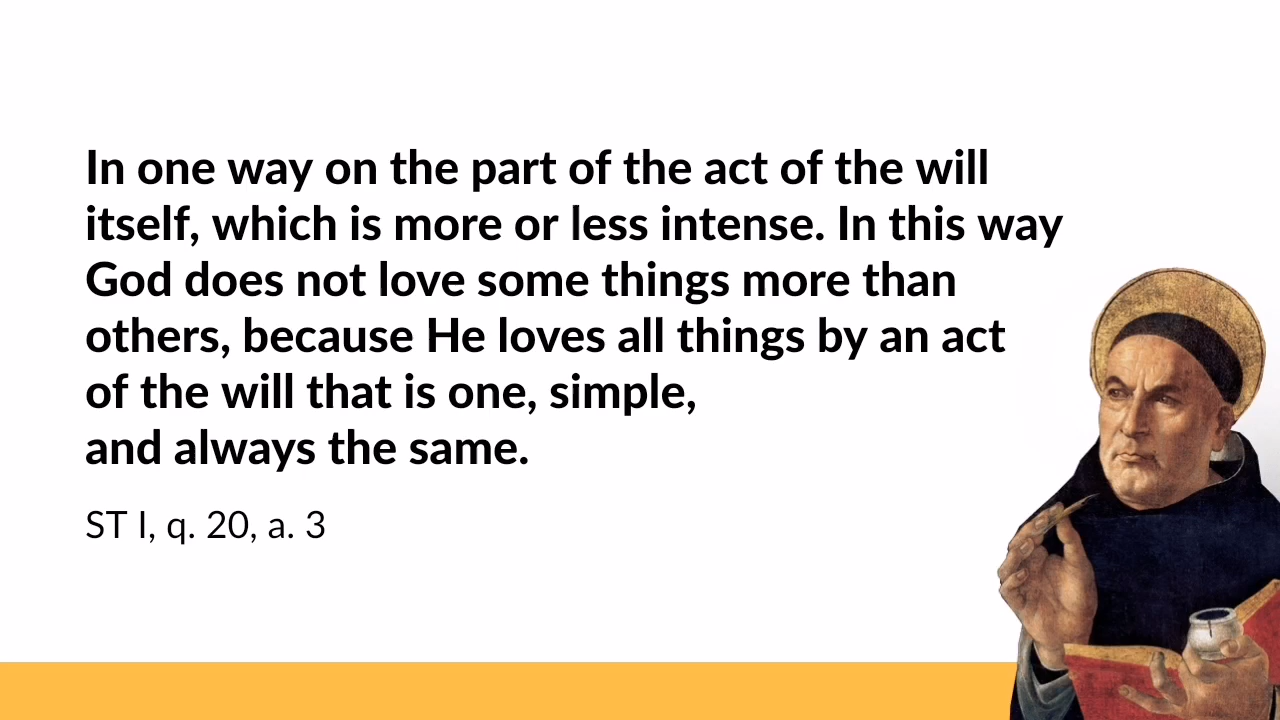 In one way on the part of the act of the will
itself, which is more or less intense. In this way
God does not love some things more than
others, because He loves all things by an act
of the will that is one, simple,
and always the same.
ST I, q. 20, a. 3